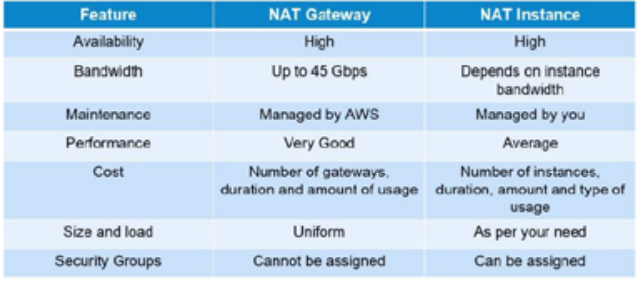 Feature NAT Gateway NAT Instance
Availability High High
Bandwidth Up to 45 Gbps Depends on instance
bandwidth
Maintenance Managed by AWS Managed by you
Performance Very Good Average
Cost Number of gateways, Number of instances,
duration and amount of usage duration, amount and type of
usage
Size and load Uniform As per your need
Security Groups Cannot be assigned Can be assigned